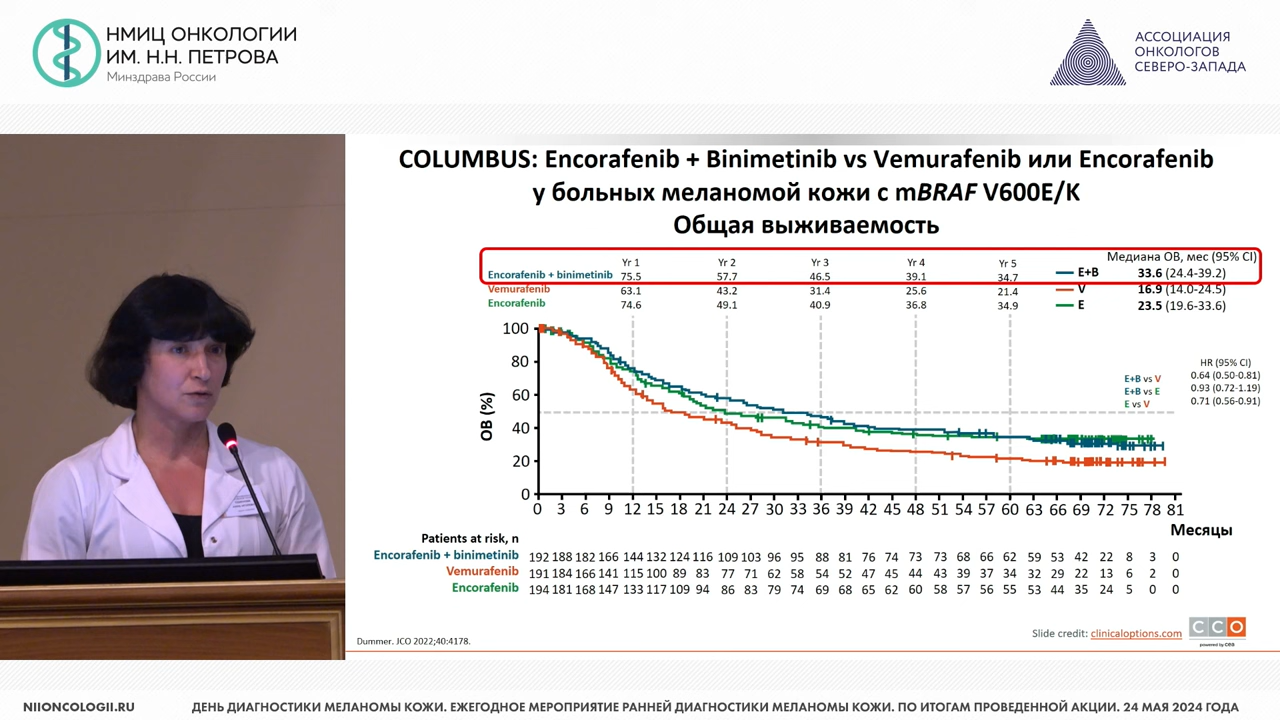 НМИЦ ОНКОЛОГИИ
ИМ. Н.Н. ПЕТРОВА
Минздрава России
АССОЦИАЦИЯ
ОНКОЛОГОВ
СЕВЕРО-ЗАПАДА
COLUMBUS: Encorafenib + Binimetinib vs Vemurafenib или Encorafenib
у больных меланомой кожи с mBRAF V600E/K
Общая выживаемость
Yr 1 Yr 2 Yr 3 Yr 4 Yr 5 Медиана ОВ, мес (95% CI)
Encorafenib + binimetinib 75.5 57.7 46.5 39.1 34.7 E+B 33.6 (24.4-39.2)
Vemurafenib 63.1 43.2 31.4 25.6 21.4 V 16.9 (14.0-24.5)
Encorafenib 74.6 49.1 40.9 36.8 34.9 E 23.5 (19.6-33.6)
HR (95% CI)
E+B vs V 0.64 (0.50-0.81)
E+B vs E 0.93 (0.72-1.19)
E vs V 0.71 (0.56-0.91)
ОВ (%)
100
80
60
40
20
0
0 3 6 9 12 15 18 21 24 27 30 33 36 39 42 45 48 51 54 57 60 63 66 69 72 75 78 81
Месяцы
Patients at risk, n
Encorafenib + binimetinib 192 188 182 166 144 132 124 116 109 103 96 95 88 81 76 74 73 73 68 66 62 59 53 42 22 8 3 0
Vemurafenib 191 184 166 141 115 100 89 83 77 71 62 58 54 52 47 45 44 43 39 37 34 32 29 22 13 6 2 0
Encorafenib 194 181 168 147 133 117 109 94 86 83 79 74 69 68 65 62 60 58 57 56 55 53 44 35 24 5 0 0
Dummer. JCO 2022;40:4178.
Slide credit: clinicaloptions.com
CCO
powered by CEG
NIIONCOLOGII.RU
ДЕНЬ ДИАГНОСТИКИ МЕЛАНОМЫ КОЖИ. ЕЖЕГОДНОЕ МЕРОПРИЯТИЕ РАННЕЙ ДИАГНОСТИКИ МЕЛАНОМЫ КОЖИ. ПО ИТОГАМ ПРОВЕДЕННОЙ АКЦИИ. 24 МАЯ 2024 ГОДА